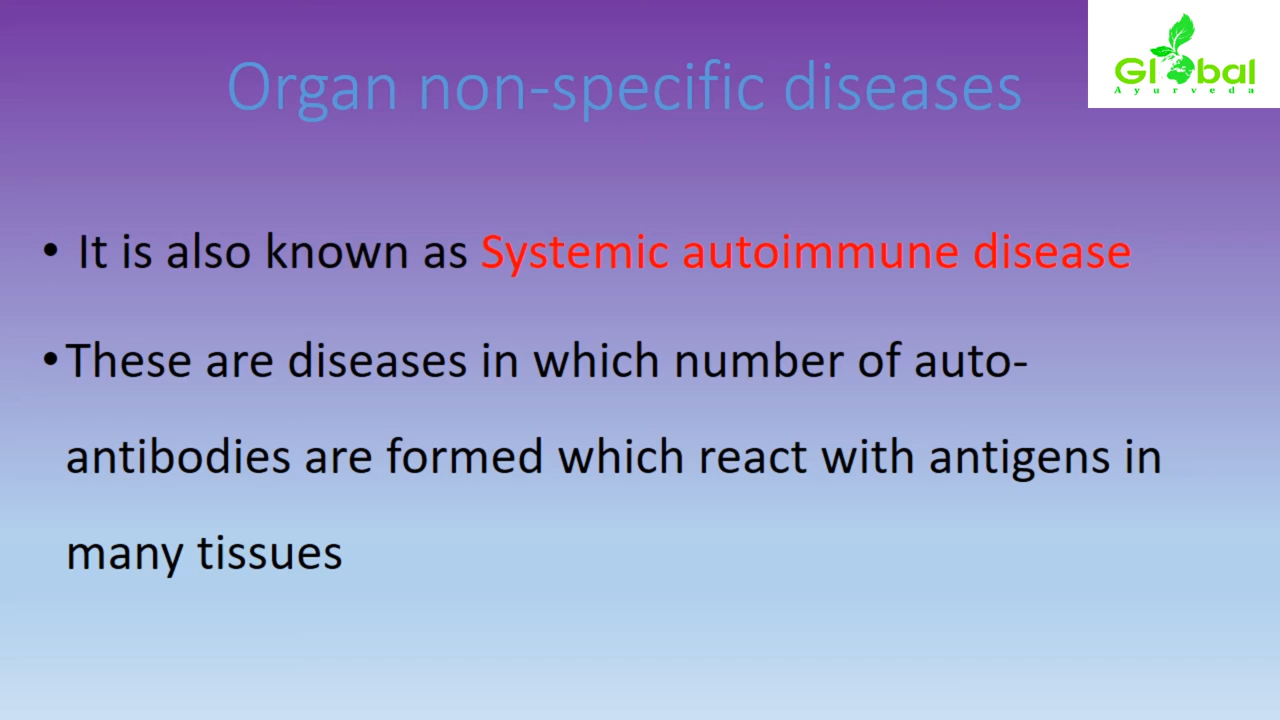 Organ non-specific diseases
Global
Ayurveda
• It is also known as Systemic autoimmune disease
• These are diseases in which number of auto-
antibodies are formed which react with antigens in
many tissues